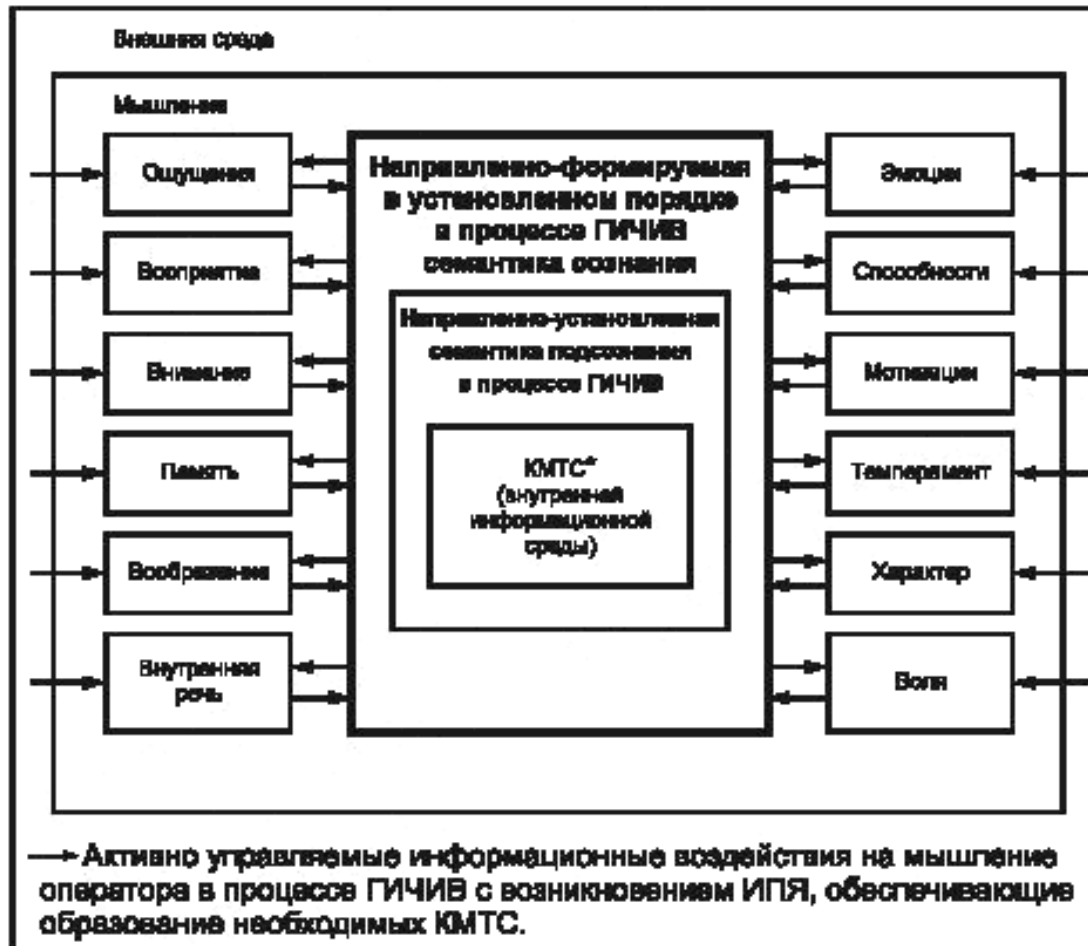 Внешняя среда
Мышление
Ощущения
Восприятие
Внимание
Память
Воображение
Внутренняя
речь
Направленно-формируемая
в установленном порядке
в процессе ГИЧИВ
семантика сознания
Направленно-установленная
семантика подсознания
в процессе ГИЧИВ
КМТС*
(внутренней
информационной
среды)
Эмоции
Способности
Мотивации
Темперамент
Характер
Воля
Активно управляемые информационные воздействия на мышление
оператора в процессе ГИЧИВ с возникновением ИПЯ, обеспечивающие
образование необходимых КМТС.